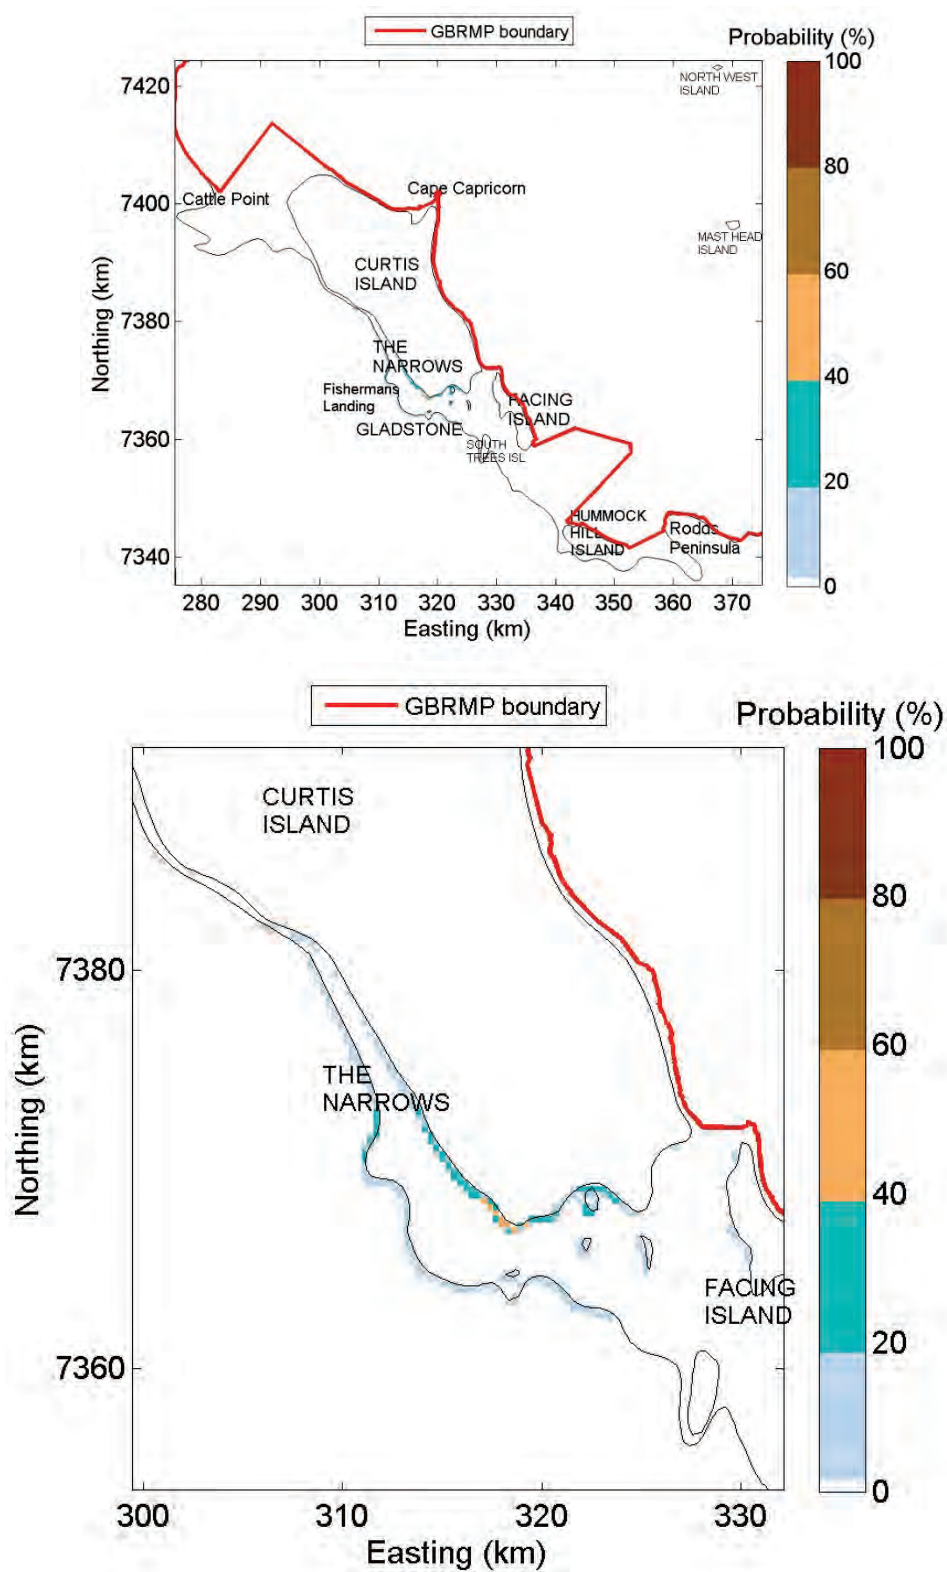 GBRMP boundary
Probability (%)
100
80
60
40
20
0
7420
7400
7380
7360
7340
Northing (km)
NORTH WEST
ISLAND
Cattle Point
Cape Capricorn
MAST HEAD
ISLAND
CURTIS
ISLAND
THE
NARROWS
Fishermans
Landing
FACING
ISLAND
GLADSTONE
SOUTH
TREES ISL
HUMMOCK
HILL
ISLAND
Rodds
Peninsula
280 290 300 310 320 330 340 350 360 370
Easting (km)
GBRMP boundary
Probability (%)
100
80
60
40
20
0
CURTIS
ISLAND
7380
7360
Northing (km)
THE
NARROWS
FACING
ISLAND
300 310 320 330
Easting (km)